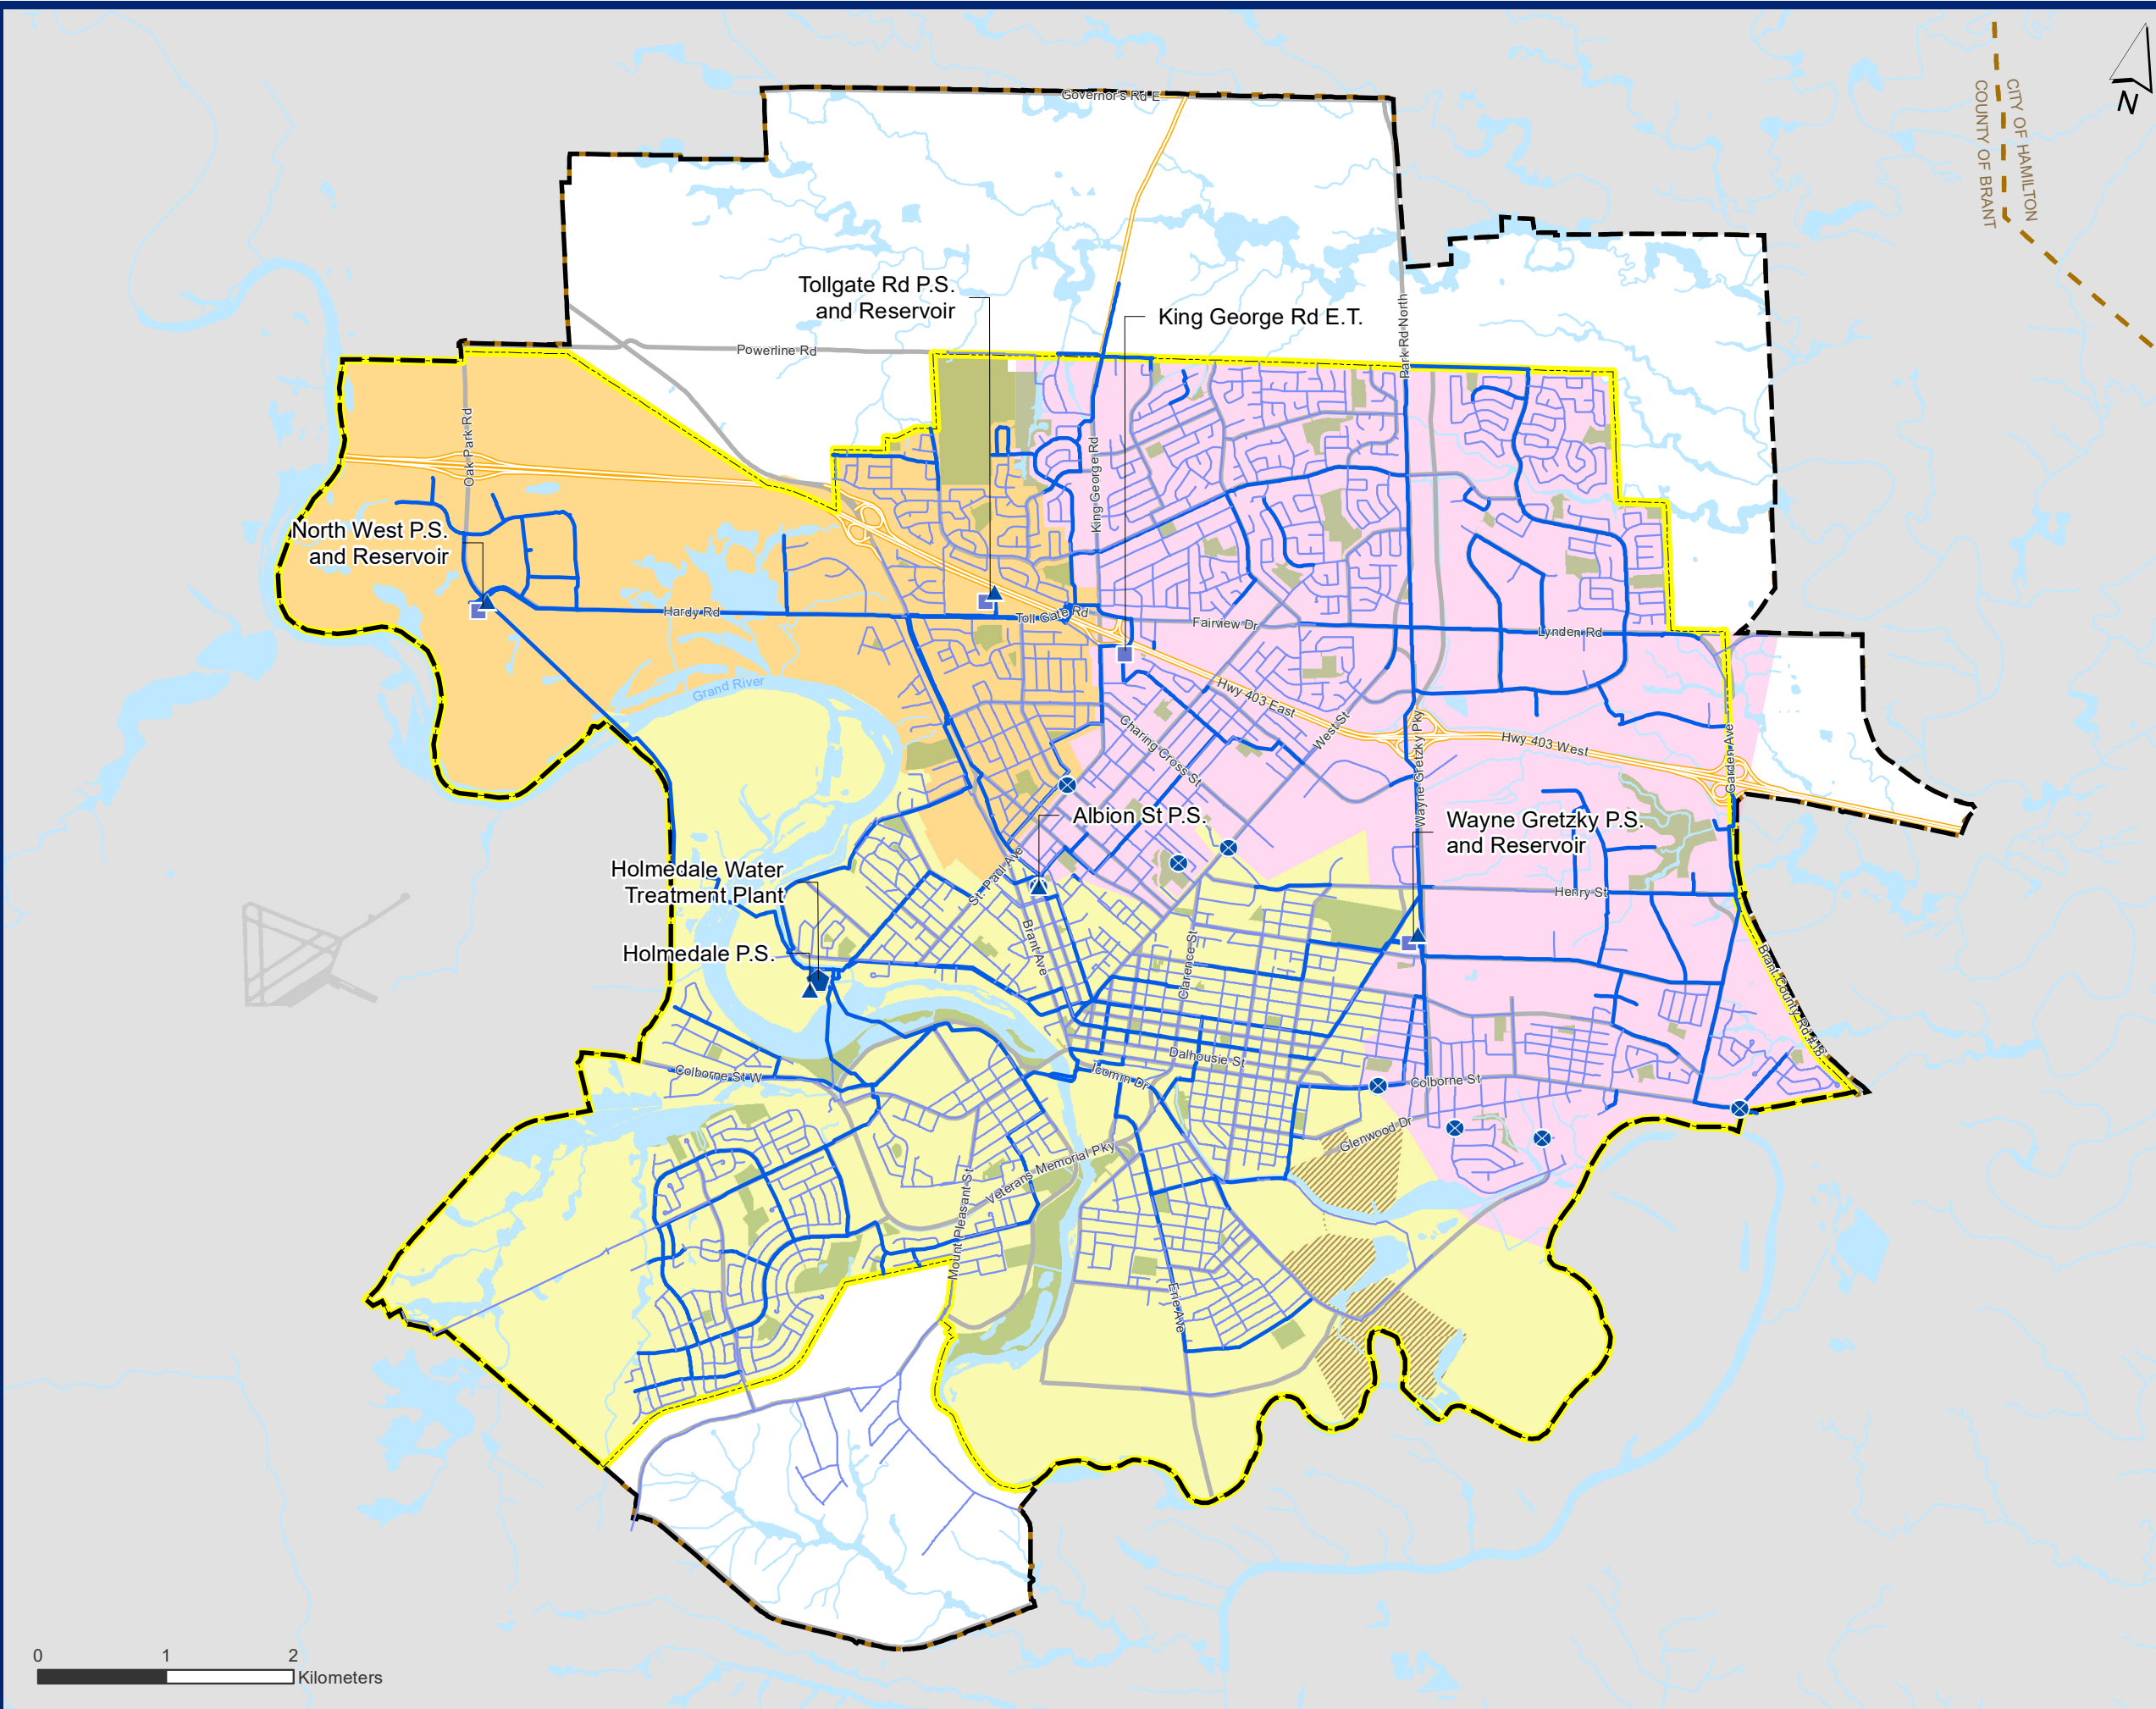 Governor's Rd E
CITY OF HAMILTON
COUNTY OF BRANT
N
Tollgate Rd P.S.
and Reservoir
King George Rd E.T.
Park Rd North
Powerline Rd
Oak Park Rd
King George Rd
North West P.S.
and Reservoir
Hardy Rd
Toll Gate Rd
Fairview Dr
Lynden Rd
Grand River
Hwy 403 East
Charing Cross St
West St
Wayne Gretzky Pky
Hwy 403 West
Garden Ave
Albion St P.S.
Wayne Gretzky P.S.
and Reservoir
Holmedale Water
Treatment Plant
St. Paul Ave
Henry St
Holmedale P.S.
Brant Ave
Clarence St
Brant County Rd #18
Colborne St W
Dalhousie St
Icomm Dr
Colborne St
Glenwood Dr
Veterans Memorial Pky
Mount Pleasant St
Erie Ave
0 1 2
Kilometers